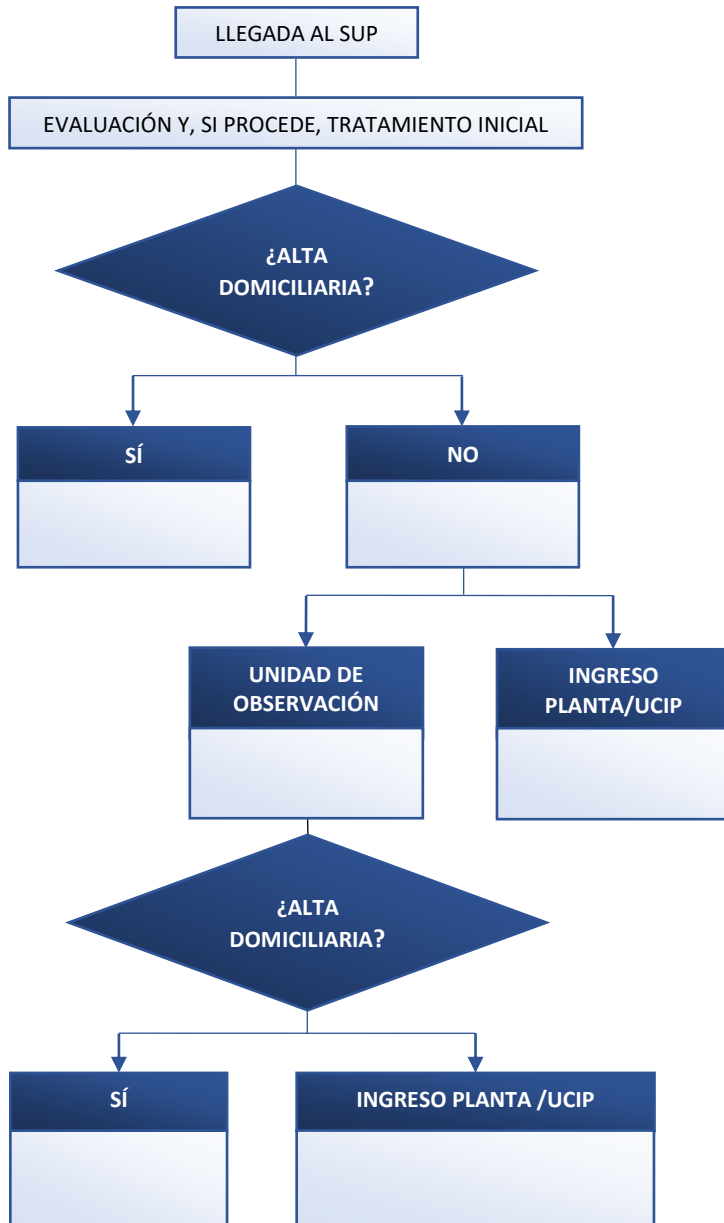 LLEGADA AL SUP
EVALUACIÓN Y, SI PROCEDE, TRATAMIENTO INICIAL
¿ALTA
DOMICILIARIA?
SÍ
NO
UNIDAD DE
OBSERVACIÓN
INGRESO
PLANTA/UCIP
¿ALTA
DOMICILIARIA?
SÍ
INGRESO PLANTA /UCIP